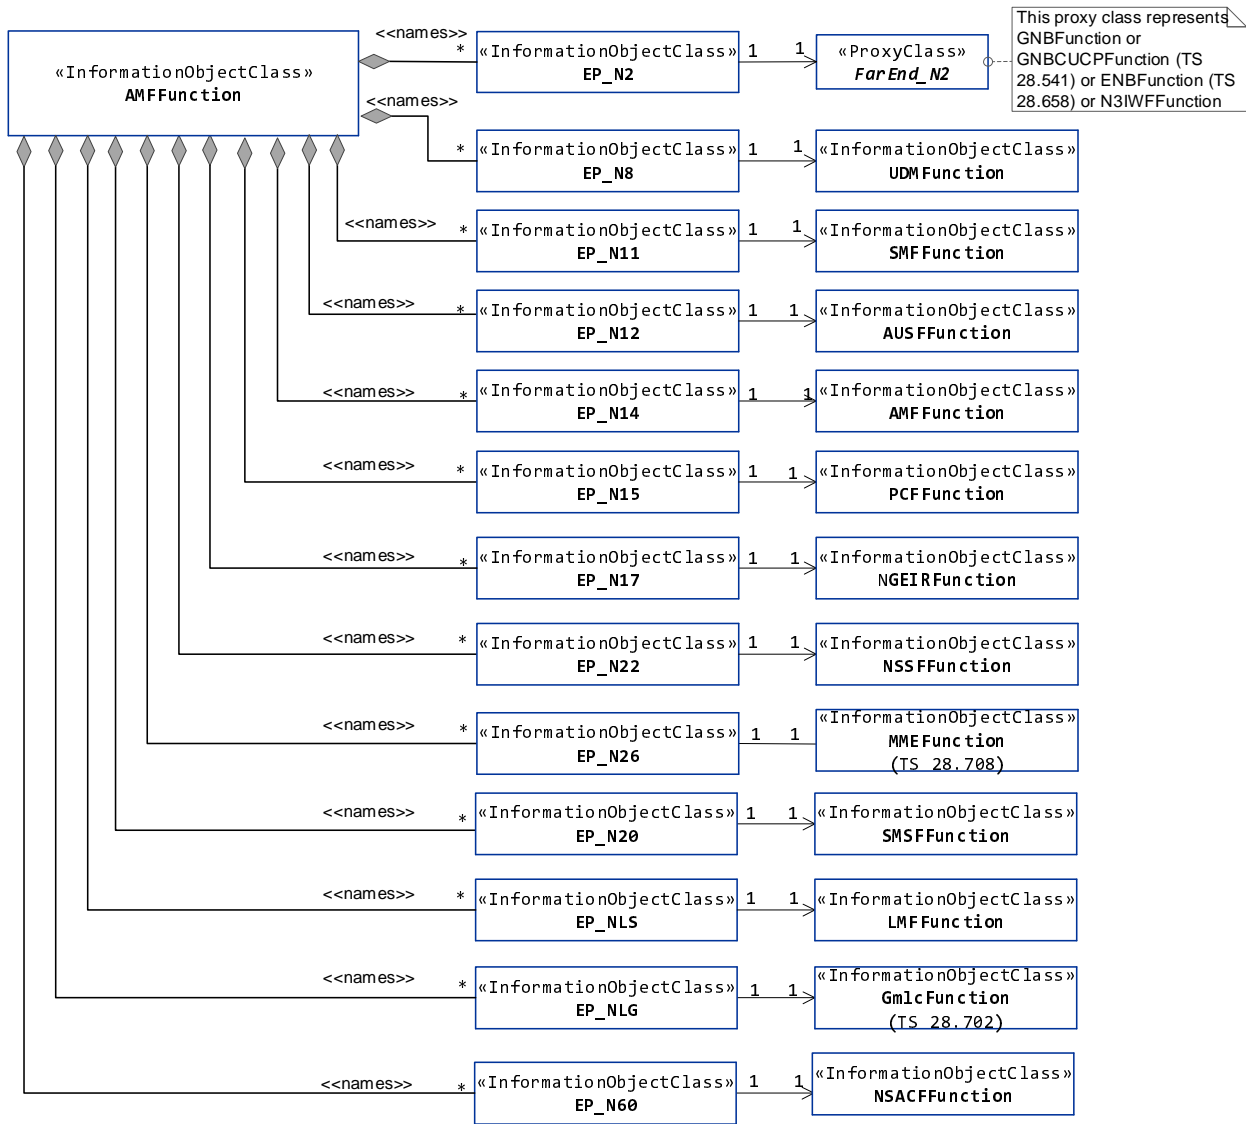 «InformationObjectClass»
AMFFunction
<<names>>
*
«InformationObjectClass»
EP_N2
1
1
«ProxyClass»
FarEnd_N2
This proxy class represents
GNBFunction or
GNBCUCPFunction (TS
28.541) or ENBFunction (TS
28.658) or N3IWFFunction
<<names>>
*
«InformationObjectClass»
EP_N8
1
1
«InformationObjectClass»
UDMFunction
<<names>>
*
«InformationObjectClass»
EP_N11
1
1
«InformationObjectClass»
SMFFunction
<<names>>
*
«InformationObjectClass»
EP_N12
1
1
«InformationObjectClass»
AUSFFunction
<<names>>
*
«InformationObjectClass»
EP_N14
1
1
«InformationObjectClass»
AMFFunction
<<names>>
*
«InformationObjectClass»
EP_N15
1
1
«InformationObjectClass»
PCFFunction
<<names>>
*
«InformationObjectClass»
EP_N17
1
1
«InformationObjectClass»
NGEIRFunction
<<names>>
*
«InformationObjectClass»
EP_N22
1
1
«InformationObjectClass»
NSSFFunction
<<names>>
*
«InformationObjectClass»
EP_N26
1
1
«InformationObjectClass»
MMEFunction
(TS 28.708)
<<names>>
*
«InformationObjectClass»
EP_N20
1
1
«InformationObjectClass»
SMSFFunction
<<names>>
*
«InformationObjectClass»
EP_NLS
1
1
«InformationObjectClass»
LMFFunction
<<names>>
*
«InformationObjectClass»
EP_NLG
1
1
«InformationObjectClass»
GmlcFunction
(TS 28.702)
<<names>>
*
«InformationObjectClass»
EP_N60
1
1
«InformationObjectClass»
NSACFFunction